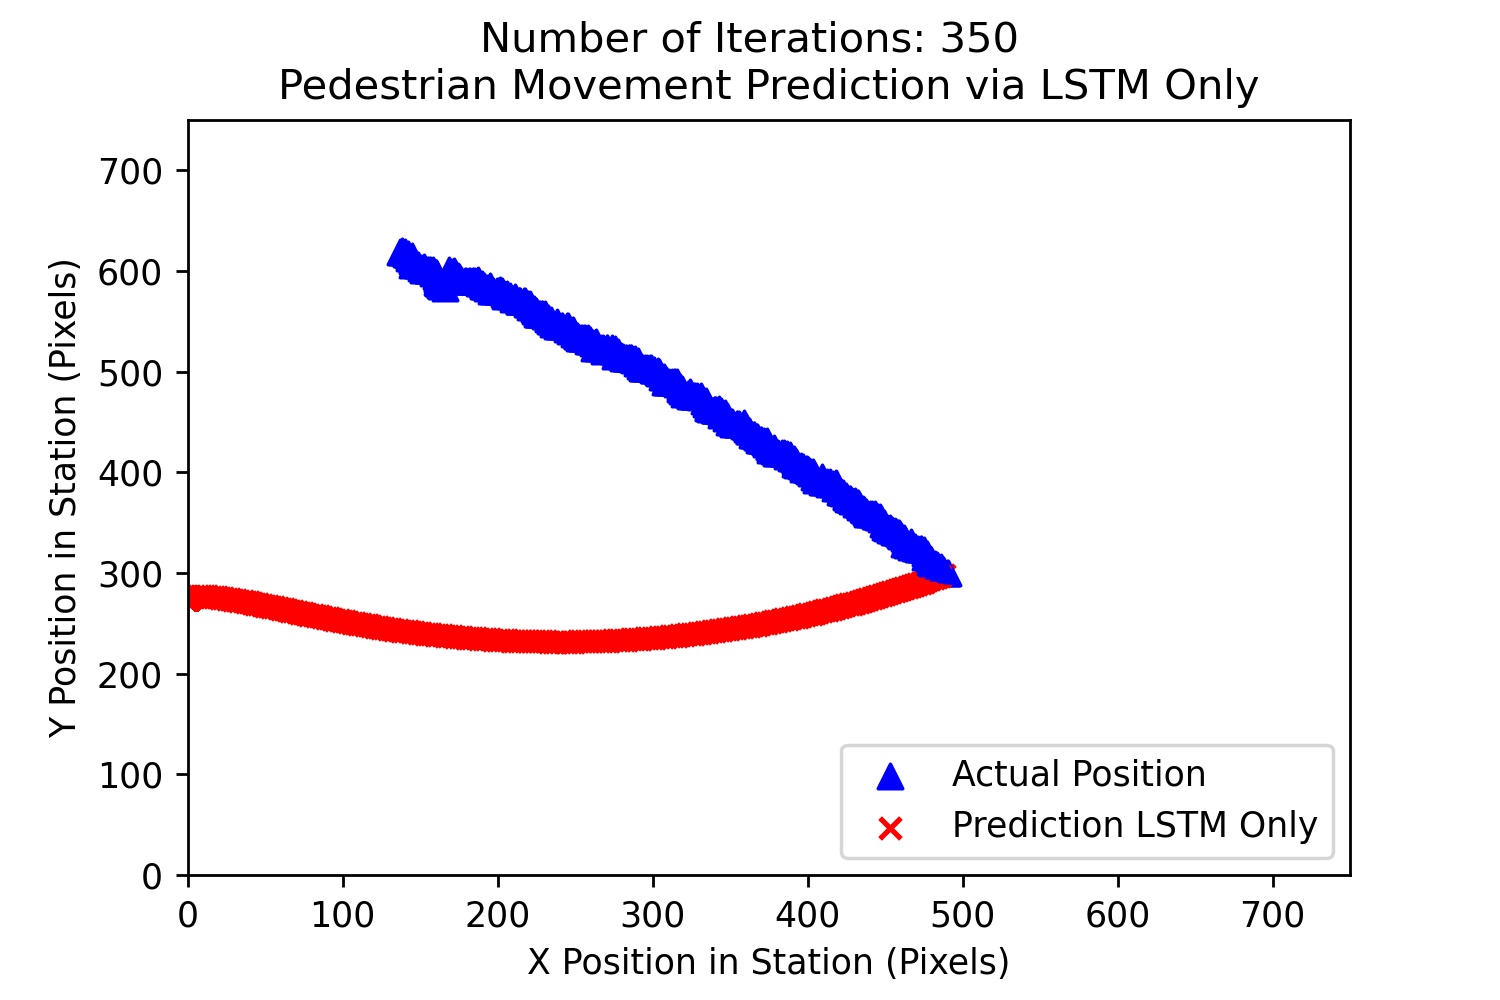 Number of Iterations: 350
Pedestrian Movement Prediction via LSTM Only
Y Position in Station (Pixels)
700
600
500
400
300
200
100
0
0 100 200 300 400 500 600 700
X Position in Station (Pixels)
Actual Position
Prediction LSTM Only